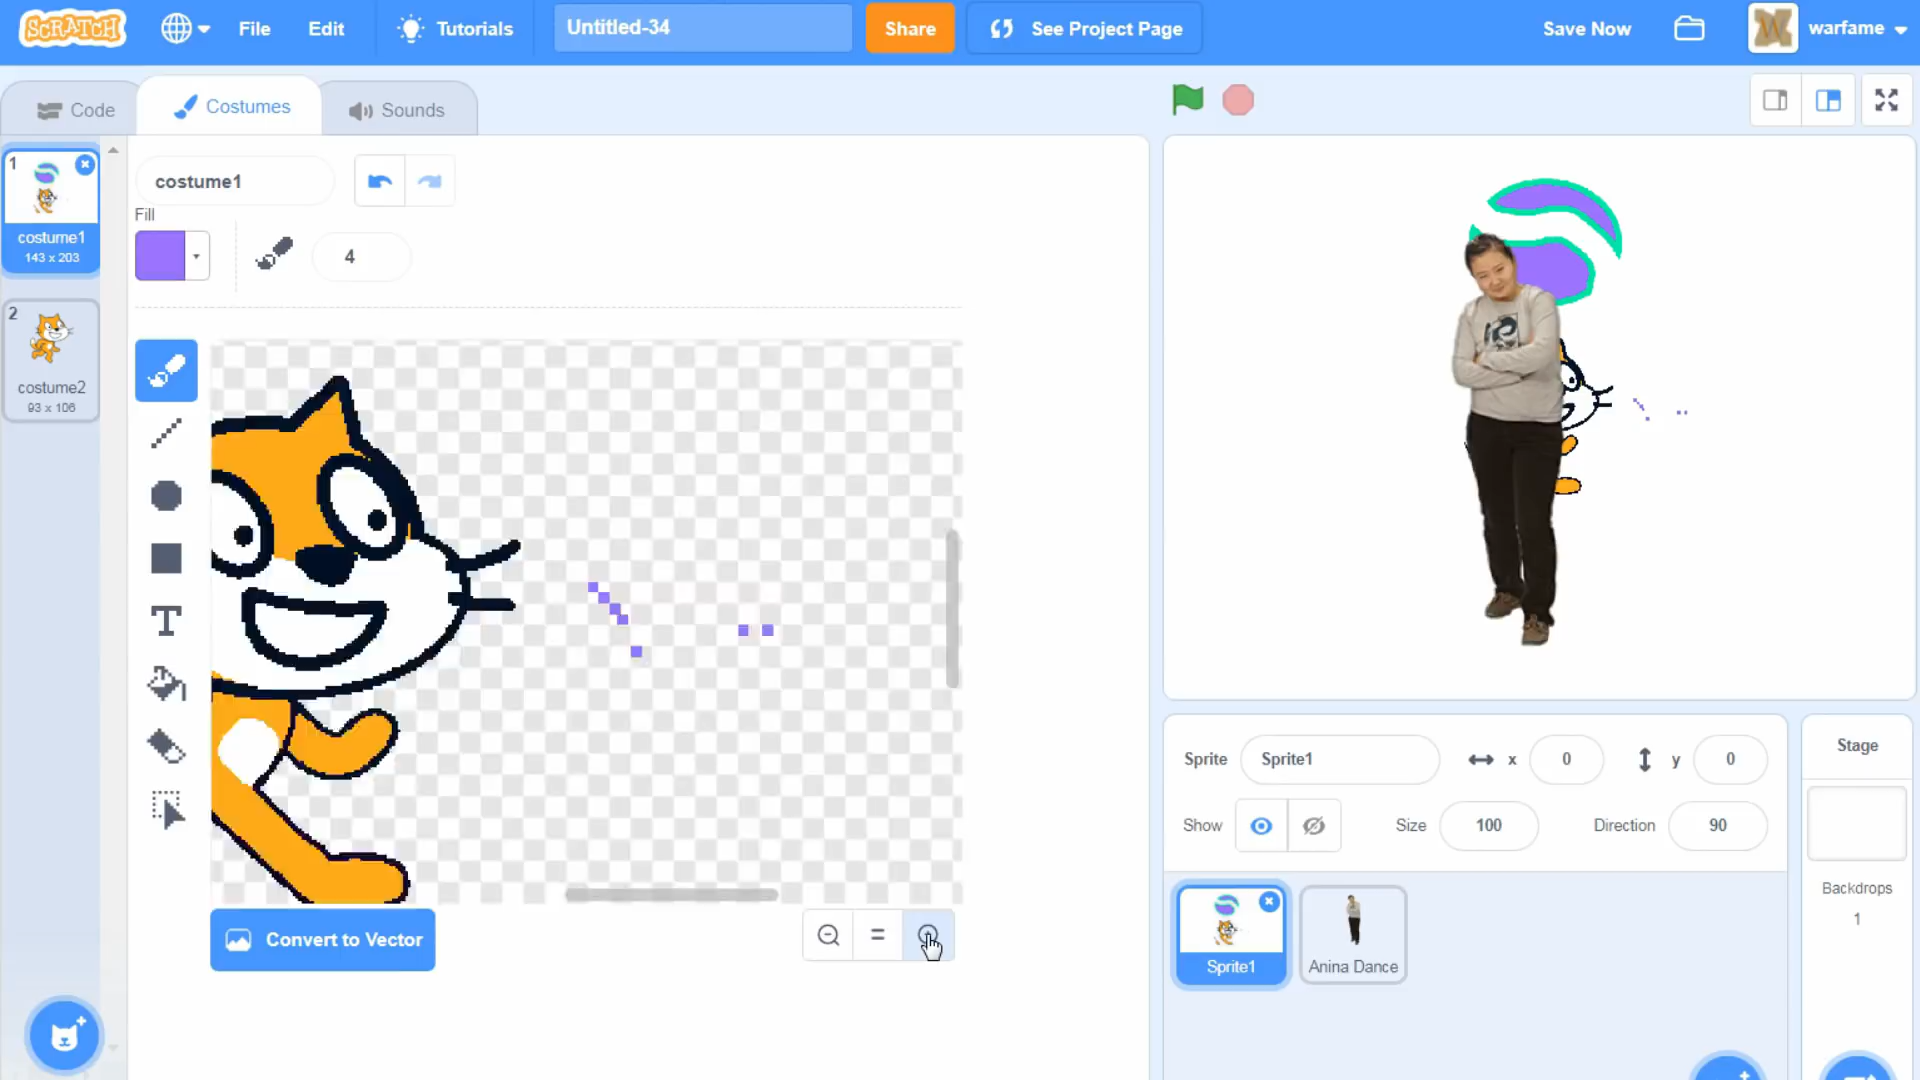 SCRATCH
File
Edit
Tutorials
Untitled-34
Share
See Project Page
Save Now
warfame
Code
Costumes
Sounds
1
costume1
143 x 203
2
costume2
93 x 106
costume1
Fill
4
T
Convert to Vector
=
Sprite
Sprite1
x
0
y
0
Show
Size
100
Direction
90
Sprite1
Anina Dance
Stage
Backdrops
1